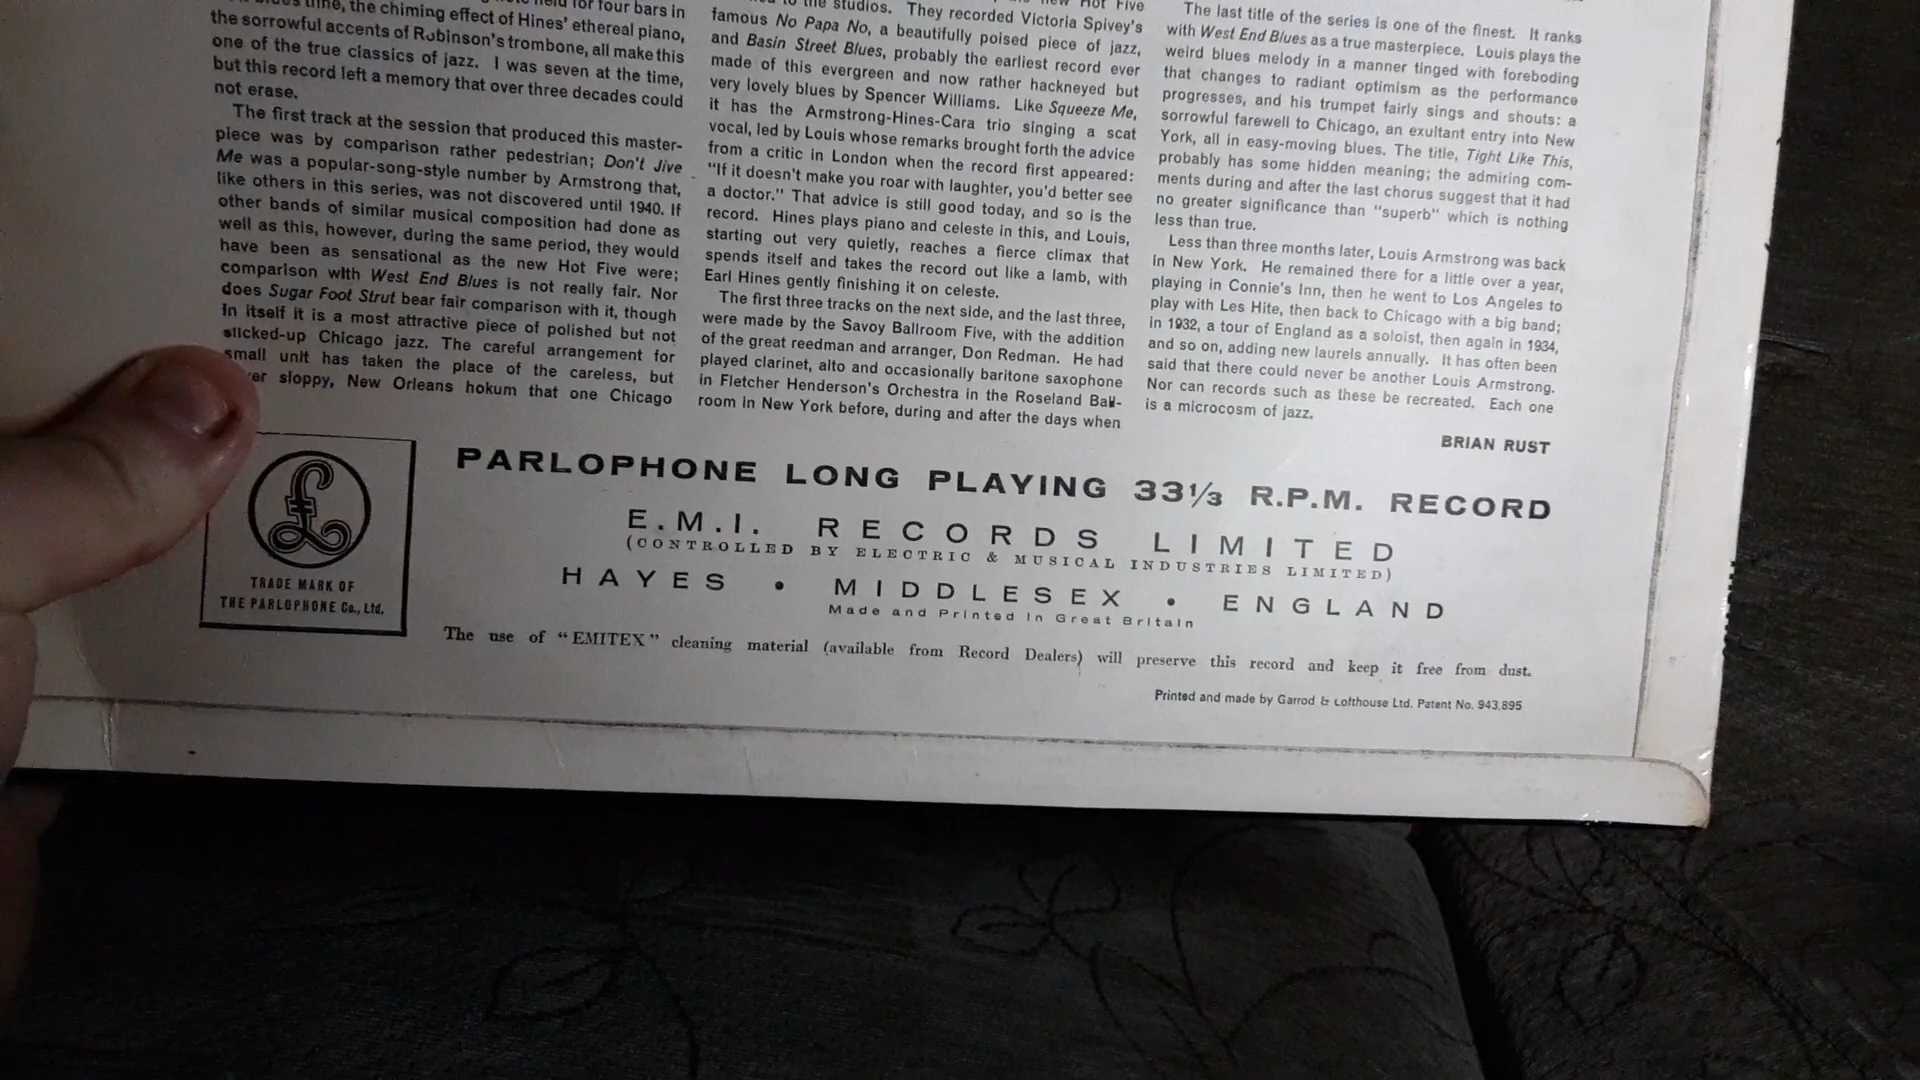 the chiming effect of Hines' ethereal piano,
the sorrowful accents of Robinson's trombone, all make this
one of the true classics of jazz. I was seven at the time,
but this record left a memory that over three decades could
not erase.
The first track at the session that produced this master-
piece was by comparison rather pedestrian; Don't Jive
Me was a popular-song-style number by Armstrong that,
like others in this series, was not discovered until 1940. If
other bands of similar musical composition had done as
well as this, however, during the same period, they would
have been as sensational as the new Hot Five were;
comparison with West End Blues is not really fair. Nor
does Sugar Foot Strut bear fair comparison with it, though
in itself it is a most attractive piece of polished but not
slicked-up Chicago jazz. The careful arrangement for
small unit has taken the place of the careless, but
sloppy, New Orleans hokum that one Chicago
to the studios. They recorded Victoria Spivey's
famous No Papa No, a beautifully poised piece of jazz,
and Basin Street Blues, probably the earliest record ever
made of this evergreen and now rather hackneyed but
very lovely blues by Spencer Williams. Like Squeeze Me,
it has the Armstrong-Hines-Cara trio singing a scat
vocal, led by Louis whose remarks brought forth the advice
from a critic in London when the record first appeared:
"If it doesn't make you roar with laughter, you'd better see
a doctor." That advice is still good today, and so is the
record. Hines plays piano and celeste in this, and Louis,
starting out very quietly, reaches a fierce climax that
spends itself and takes the record out like a lamb, with
Earl Hines gently finishing it on celeste.
The first three tracks on the next side, and the last three,
were made by the Savoy Ballroom Five, with the addition
of the great reedman and arranger, Don Redman. He had
played clarinet, alto and occasionally baritone saxophone
in Fletcher Henderson's Orchestra in the Roseland Ball-
room in New York before, during and after the days when
The last title of the series is one of the finest. It ranks
with West End Blues as a true masterpiece. Louis plays the
weird blues melody in a manner tinged with foreboding
that changes to radiant optimism as the performance
progresses, and his trumpet fairly sings and shouts: a
sorrowful farewell to Chicago, an exultant entry into New
York, all in easy-moving blues. The title, Tight Like This,
probably has some hidden meaning; the admiring com-
ments during and after the last chorus suggest that it had
no greater significance than "superb" which is nothing
less than true.
Less than three months later, Louis Armstrong was back
in New York. He remained there for a little over a year,
playing in Connie's Inn, then he went to Los Angeles to
play with Les Hite, then back to Chicago with a big band;
in 1932, a tour of England as a soloist, then again in 1934,
and so on, adding new laurels annually. It has often been
said that there could never be another Louis Armstrong.
Nor can records such as these be recreated. Each one
is a microcosm of jazz.
BRIAN RUST
£
TRADE MARK OF
THE PARLOPHONE Co., Ltd.
PARLOPHONE LONG PLAYING 33⅓ R.P.M. RECORD
E.M.I. RECORDS LIMITED
(CONTROLLED BY ELECTRIC & MUSICAL INDUSTRIES LIMITED)
HAYES • MIDDLESEX • ENGLAND
Made and Printed in Great Britain
The use of "EMITEX" cleaning material (available from Record Dealers) will preserve this record and keep it free from dust.
Printed and made by Garrod & Lofthouse Ltd. Patent No. 943,895